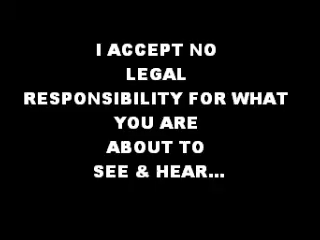 I ACCEPT NO
LEGAL
RESPONSIBILITY FOR WHAT
YOU ARE
ABOUT TO
SEE & HEAR...